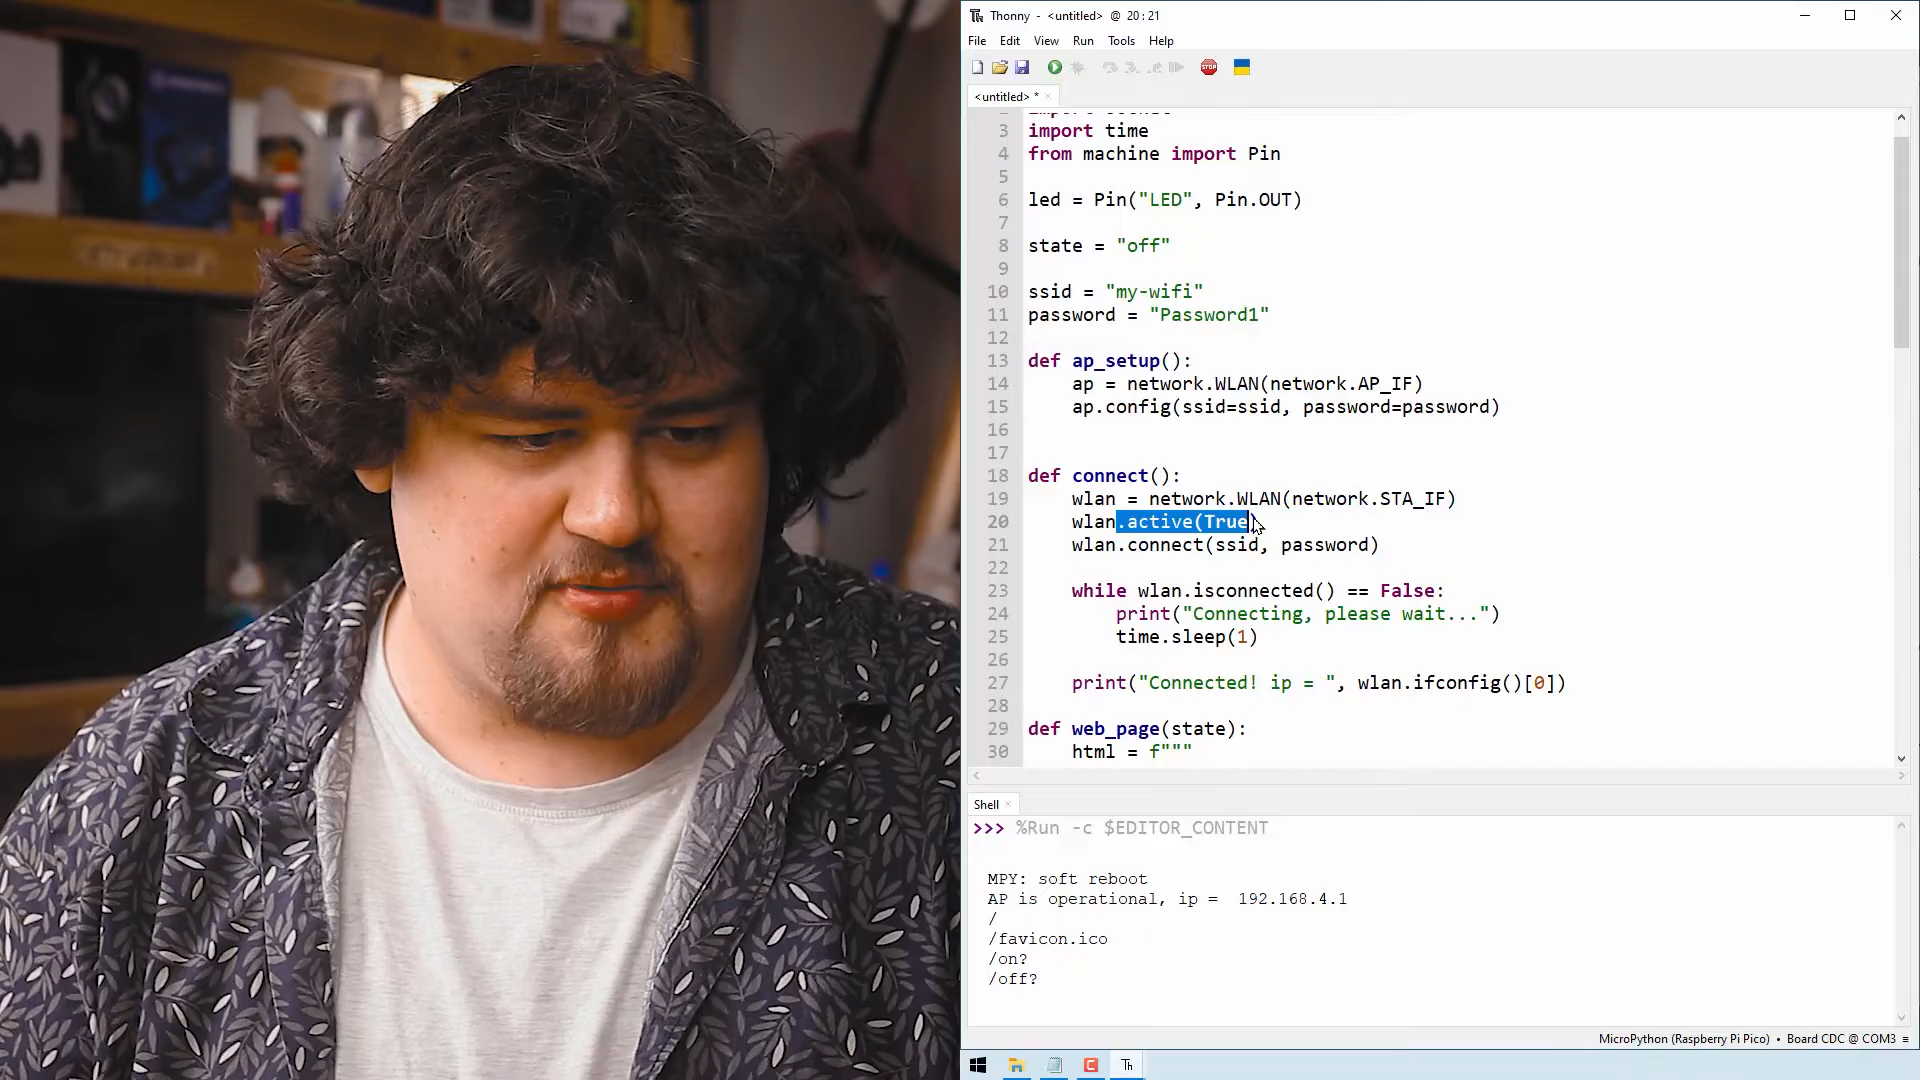 Thonny - <untitled> @ 20:21
File Edit View Run Tools Help
STOP
<untitled> *
3 import time
4 from machine import Pin
5
6 led = Pin("LED", Pin.OUT)
7
8 state = "off"
9
10 ssid = "my-wifi"
11 password = "Password1"
12
13 def ap_setup():
14 ap = network.WLAN(network.AP_IF)
15 ap.config(ssid=ssid, password=password)
16
17
18 def connect():
19 wlan = network.WLAN(network.STA_IF)
20 wlan.active(True
21 wlan.connect(ssid, password)
22
23 while wlan.isconnected() == False:
24 print("Connecting, please wait...")
25 time.sleep(1)
26
27 print("Connected! ip = ", wlan.ifconfig()[0])
28
29 def web_page(state):
30 html = f"""
Shell
>>> %Run -c $EDITOR_CONTENT
MPY: soft reboot
AP is operational, ip = 192.168.4.1
/
/favicon.ico
/on?
/off?
MicroPython (Raspberry Pi Pico) • Board CDC @ COM3 ≡
Th